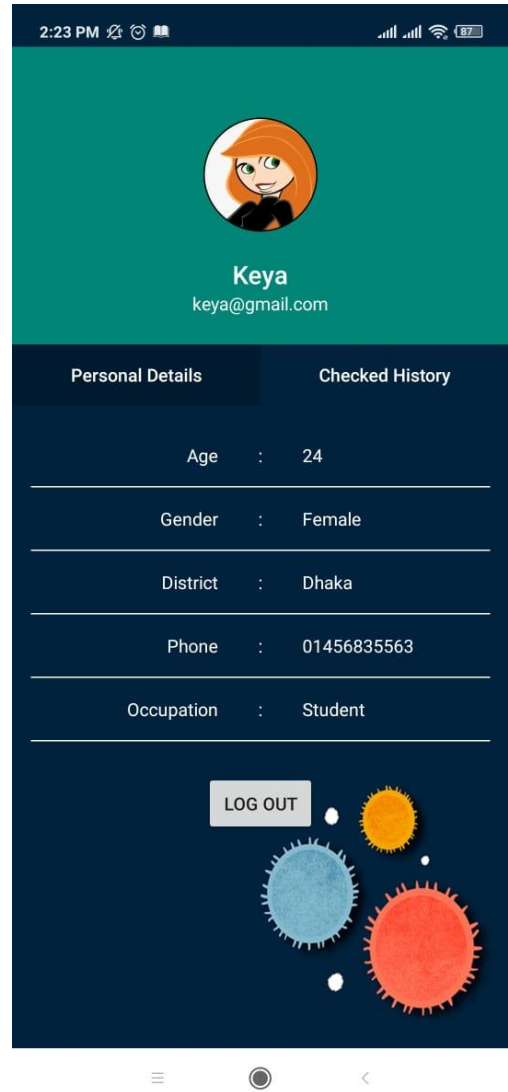 2:23 PM 87
Keya
keya@gmail.com
Personal Details Checked History
Age : 24
Gender : Female
District : Dhaka
Phone : 01456835563
Occupation : Student
LOG OUT